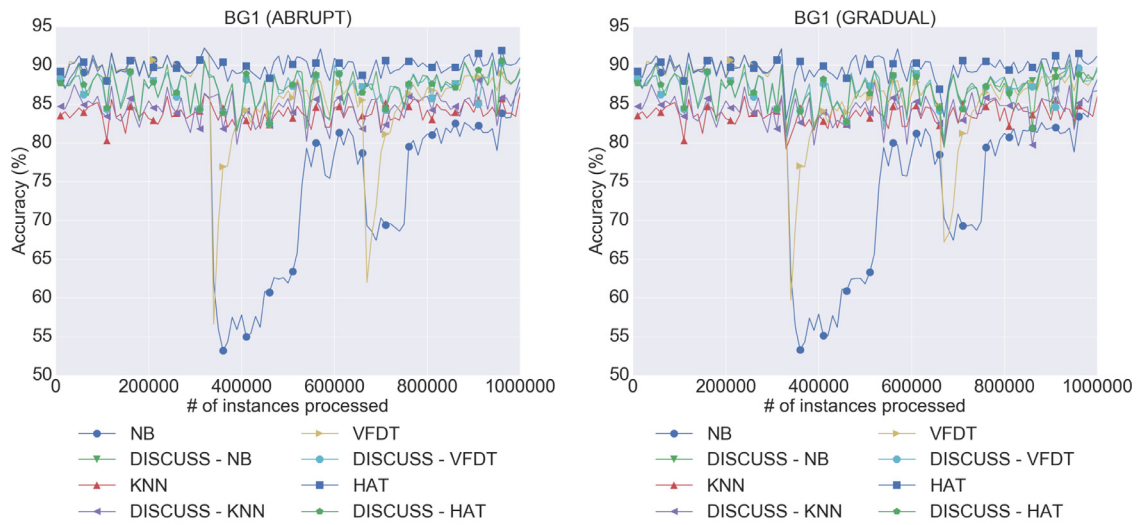 BG1 (ABRUPT)
95
90
85
80
75
70
65
60
55
50
Accuracy (%)
0 200000 400000 600000 800000 1000000
# of instances processed
NB VFDT
DISCUSS - NB DISCUSS - VFDT
KNN HAT
DISCUSS - KNN DISCUSS - HAT
BG1 (GRADUAL)
95
90
85
80
75
70
65
60
55
50
Accuracy (%)
0 200000 400000 600000 800000 1000000
# of instances processed
NB VFDT
DISCUSS - NB DISCUSS - VFDT
KNN HAT
DISCUSS - KNN DISCUSS - HAT